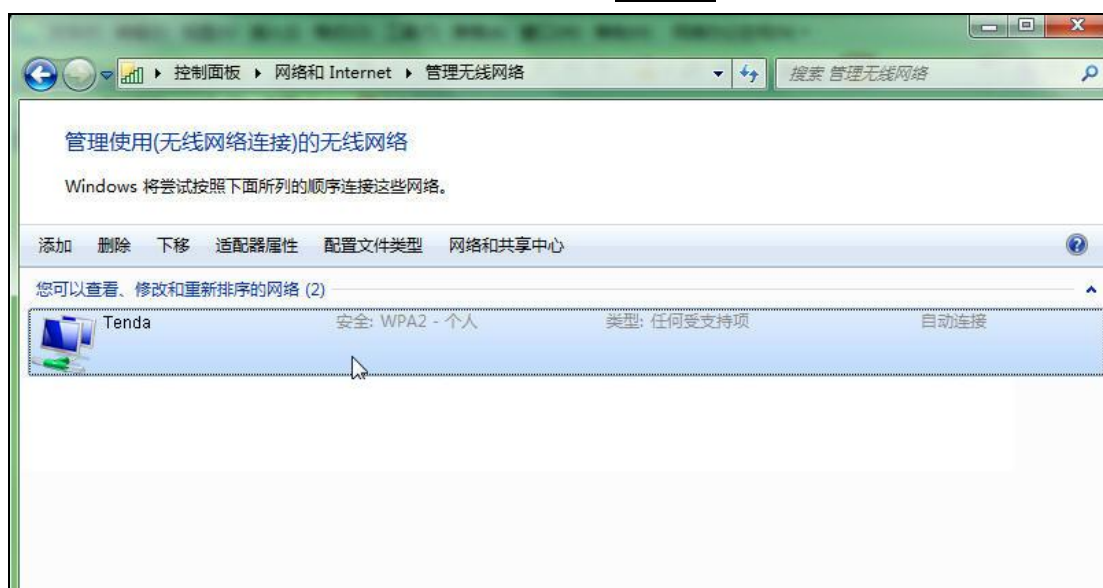 控制面板 网络和 Internet 管理无线网络 搜索 管理无线网络
管理使用(无线网络连接)的无线网络
Windows 将尝试按照下面所列的顺序连接这些网络。
添加 删除 下移 适配器属性 配置文件类型 网络和共享中心
您可以查看、修改和重新排序的网络 (2)
Tenda 安全: WPA2 - 个人 类型: 任何受支持项 自动连接